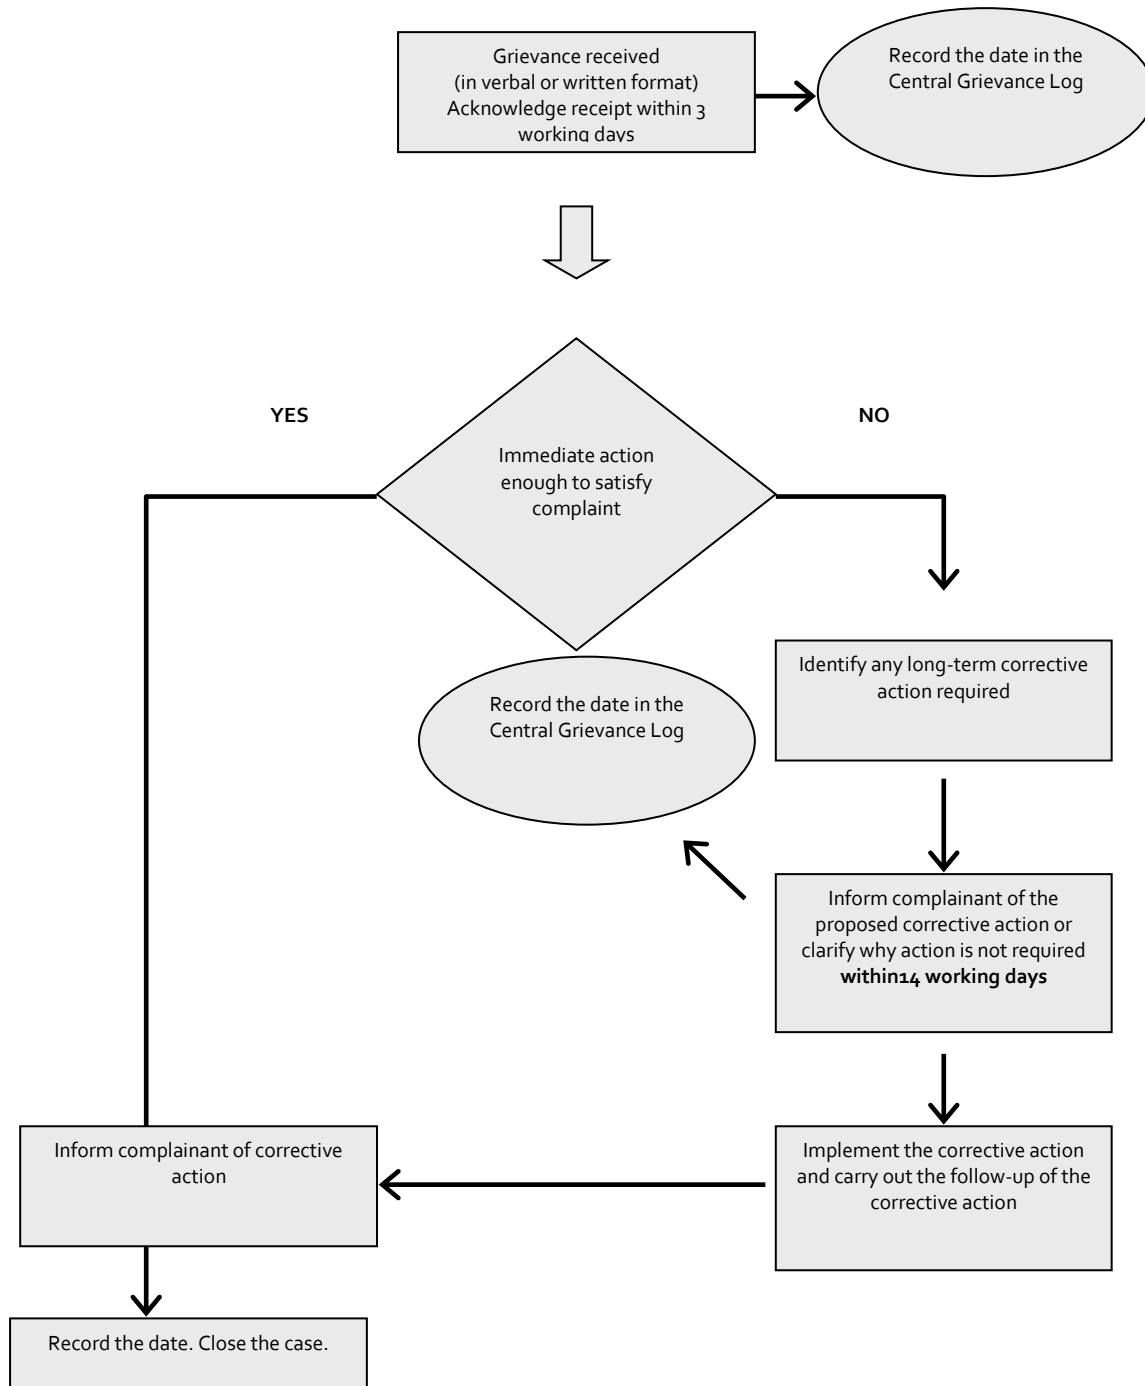 Grievance received
(in verbal or written format)
Acknowledge receipt within 3
working days
Record the date in the
Central Grievance Log
YES
NO
Immediate action
enough to satisfy
complaint
Identify any long-term corrective
action required
Record the date in the
Central Grievance Log
Inform complainant of the
proposed corrective action or
clarify why action is not required
within14 working days
Inform complainant of corrective
action
Implement the corrective action
and carry out the follow-up of the
corrective action
Record the date. Close the case.